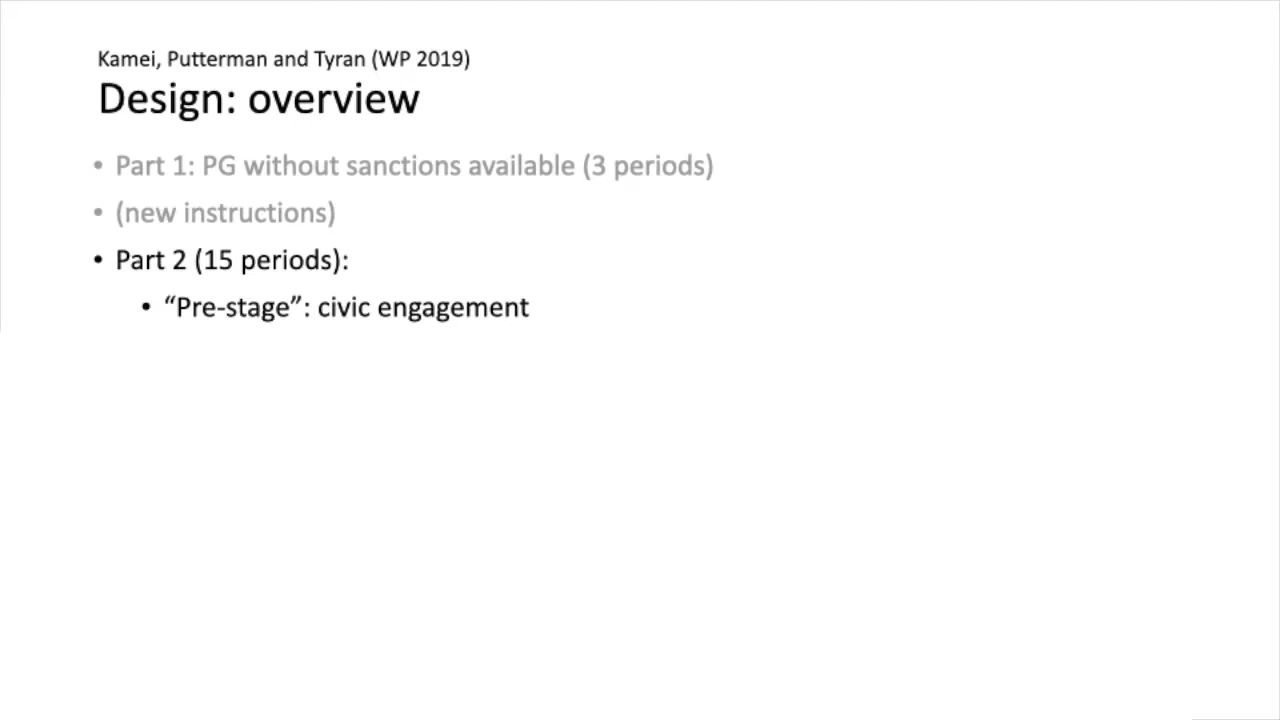 Kamei, Putterman and Tyran (WP 2019)
Design: overview
• Part 1: PG without sanctions available (3 periods)
• (new instructions)
• Part 2 (15 periods):
• “Pre-stage”: civic engagement